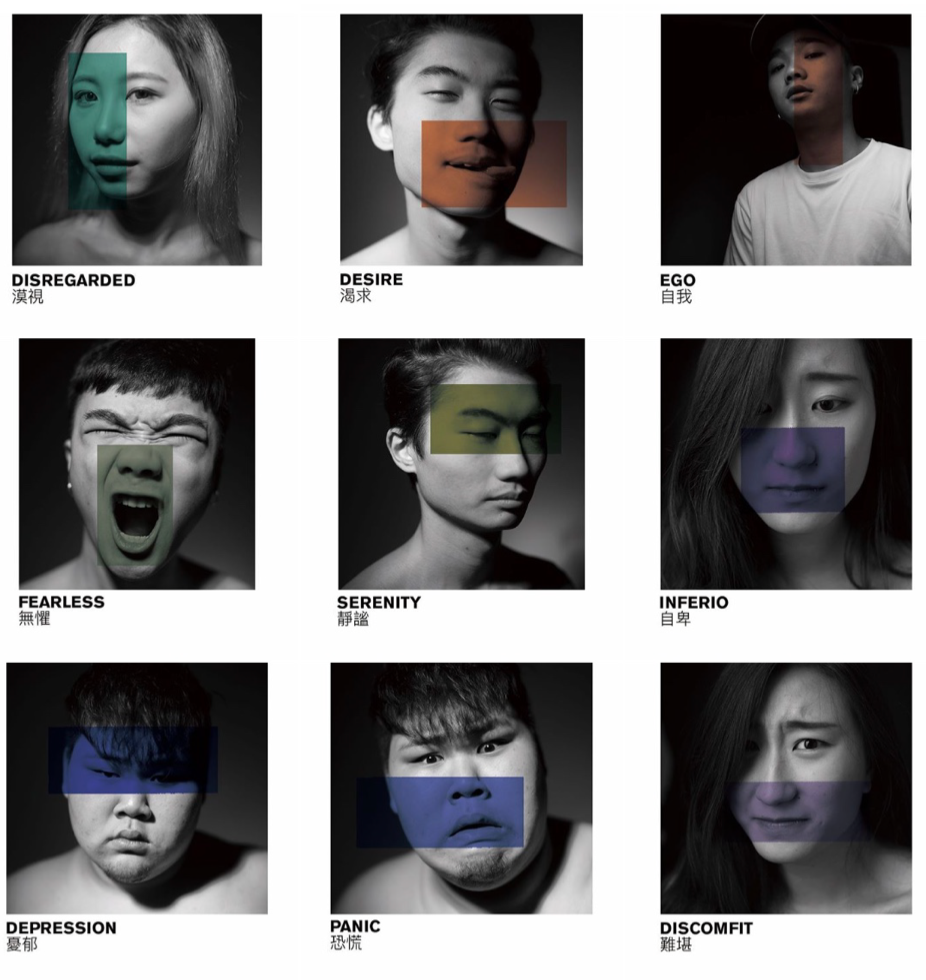 DISREGARDED
漠視
DESIRE
渴求
EGO
自我
FEARLESS
無懼
SERENITY
靜謐
INFERIO
自卑
DEPRESSION
憂郁
PANIC
恐慌
DISCOMFIT
難堪